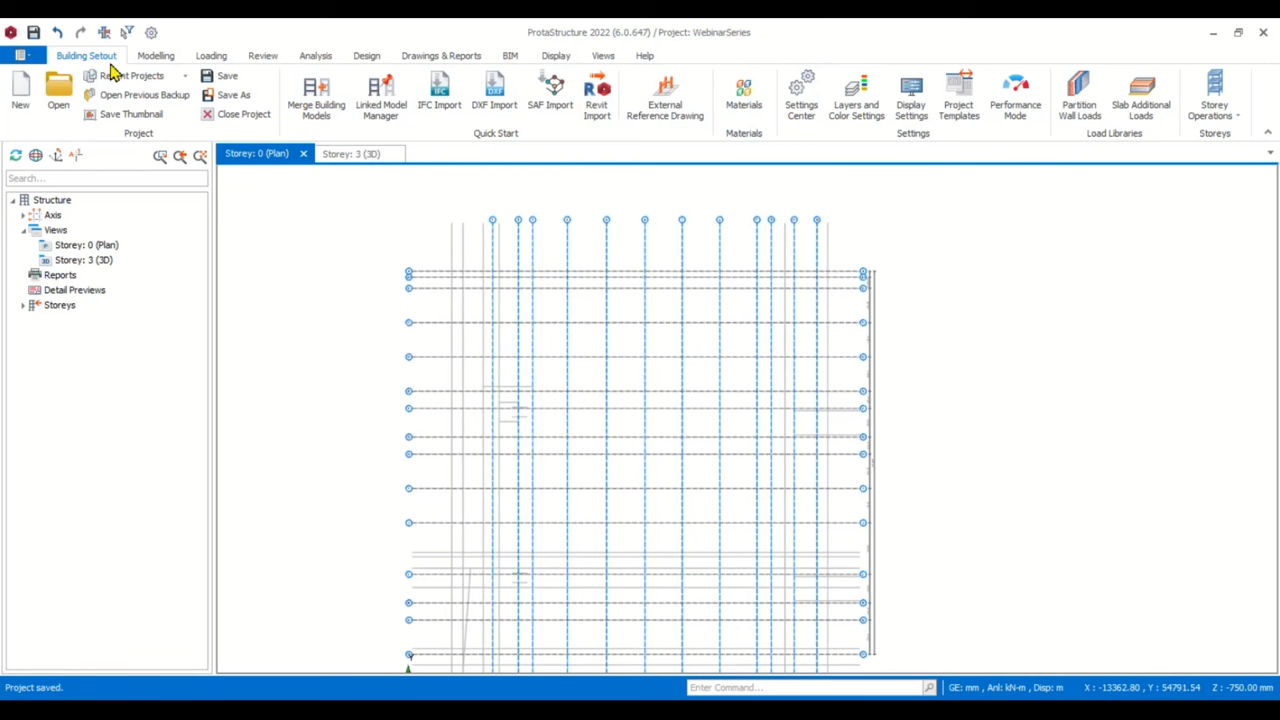 ProtaStructure 2022 (6.0.647) / Project: WebinarSeries
Building Setout Modelling Loading Review Analysis Design Drawings & Reports BIM Display Views Help
New
Open
Recent Projects
Open Previous Backup
Save Thumbnail
Save
Save As
Close Project
Project
Merge Building Models
Linked Model Manager
IFC Import
DXF Import
SAF Import
Revit Import
External Reference Drawing
Quick Start
Materials
Materials
Settings Center
Layers and Color Settings
Display Settings
Project Templates
Performance Mode
Settings
Partition Wall Loads
Slab Additional Loads
Load Libraries
Storey Operations
Storeys
Storey: 0 (Plan)
Storey: 3 (3D)
Search...
Structure
Axis
Views
Storey: 0 (Plan)
Storey: 3 (3D)
Reports
Detail Previews
Storeys
Project saved.
Enter Command...
GE: mm, Anl: kN-m , Disp: m
X : -13362.80 , Y : 54791.54
Z : -750.00 mm